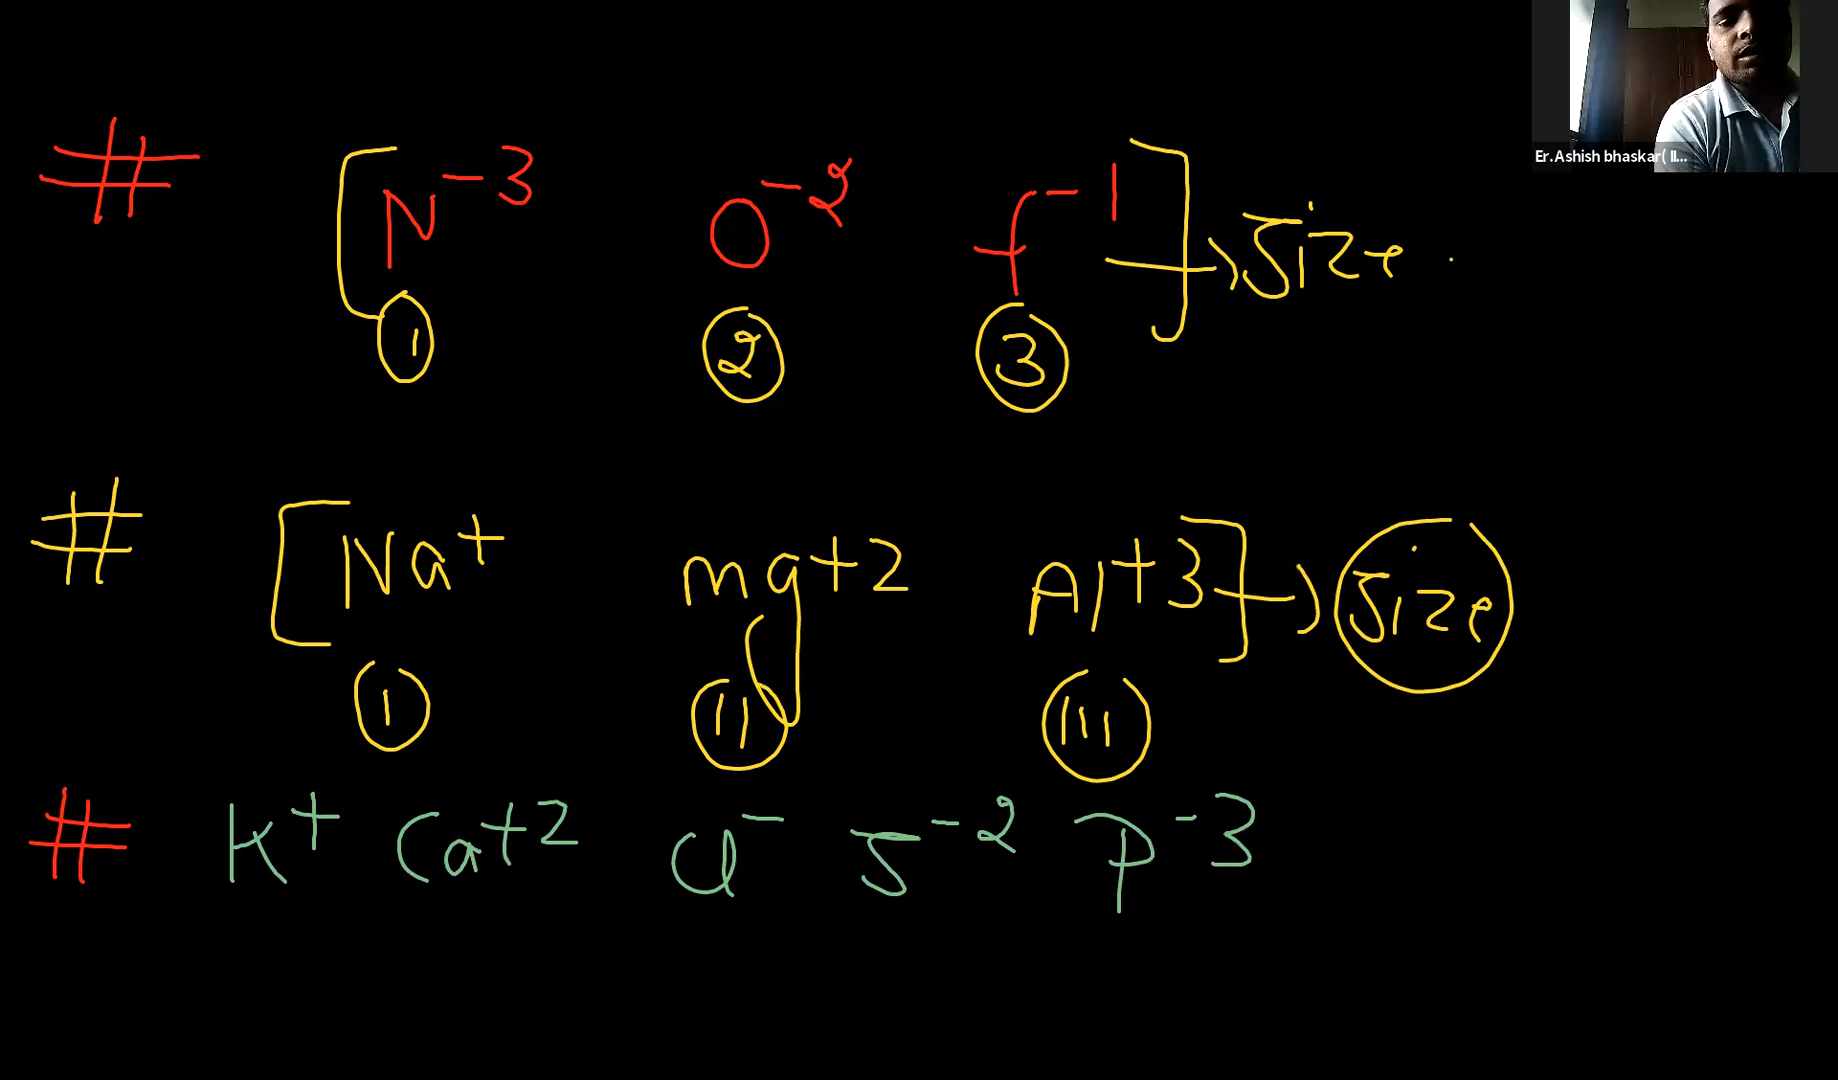 Er.Ashish bhaskar( II...
# [N-3 O-2 f-1] → Size.
1 2 3
# [Na+ mg+2 Al+3] → Size
I II III
# K+ Ca+2 Cl- S-2 P-3